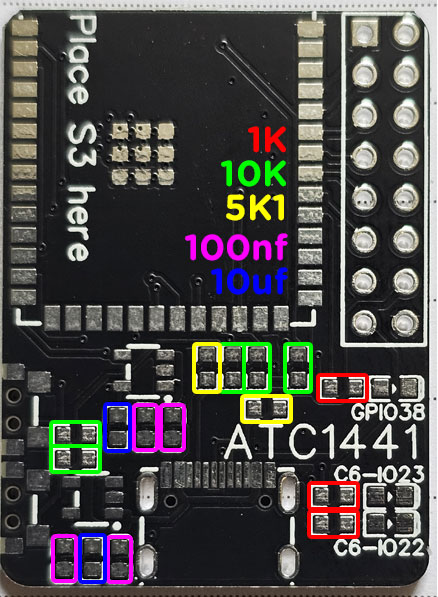 Place S3 here
1K
10K
5K1
100nf
10uf
GPIO38
ATC1441
C6-IO23
C6-IO22